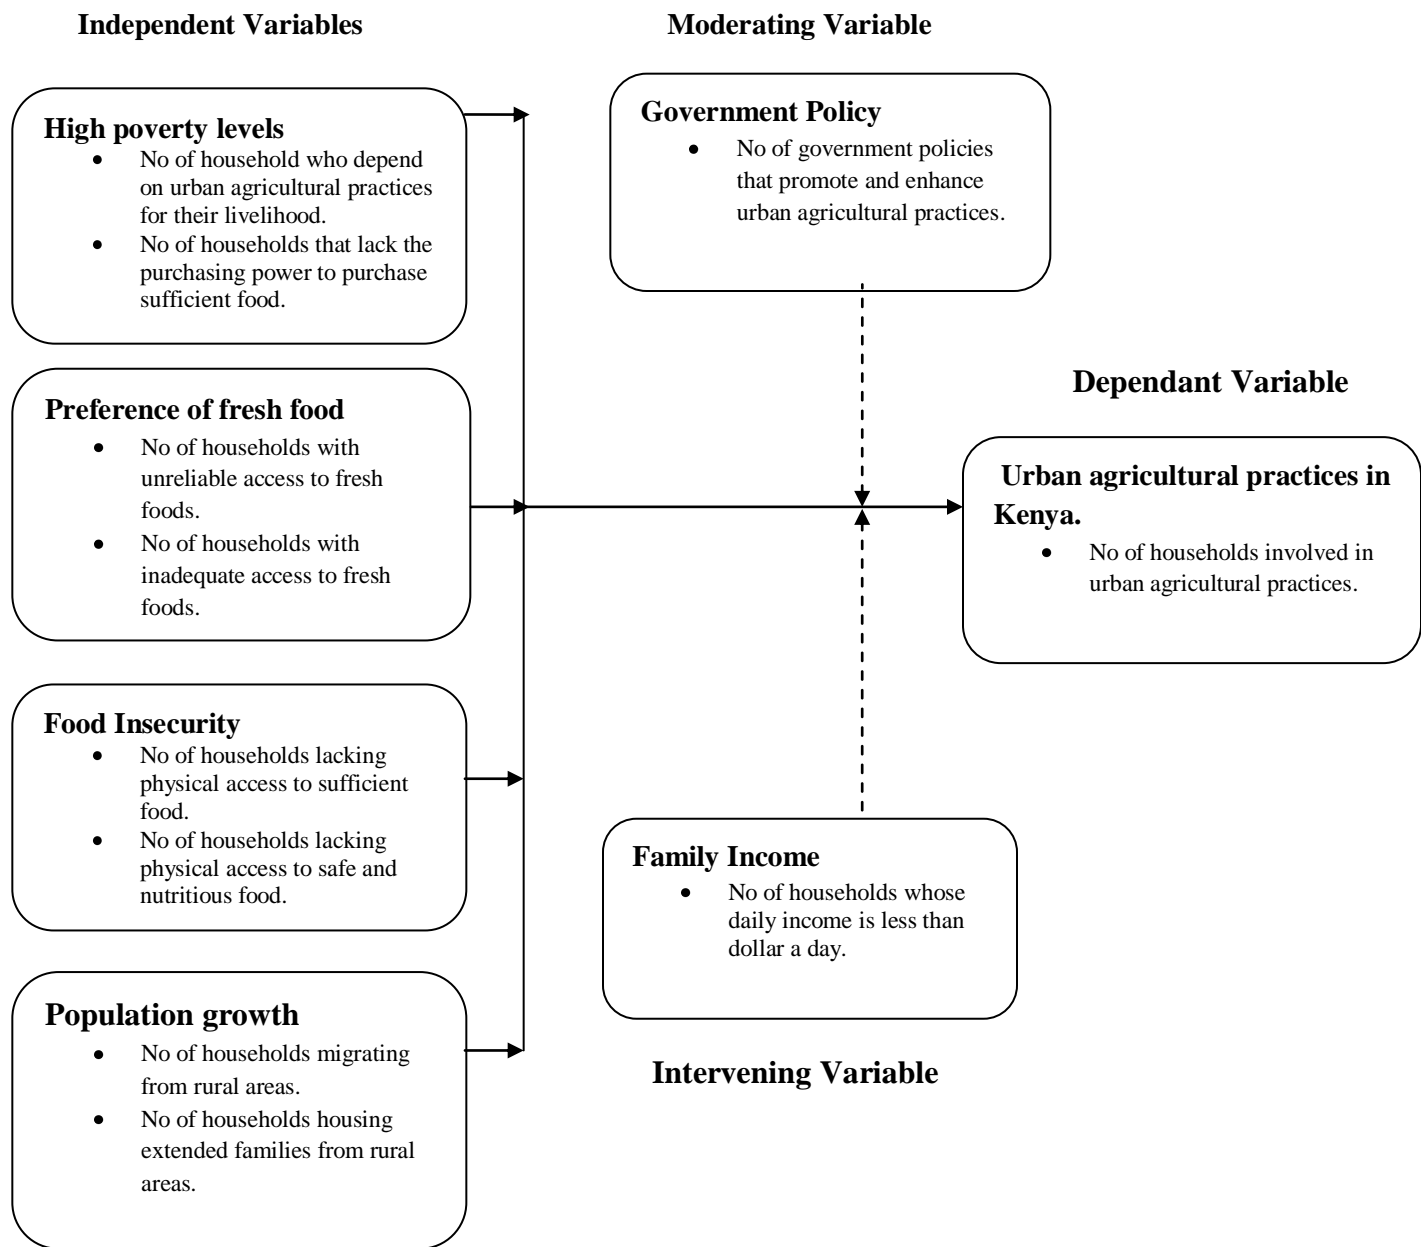 Independent Variables
Moderating Variable
High poverty levels
• No of household who depend
on urban agricultural practices
for their livelihood.
• No of households that lack the
purchasing power to purchase
sufficient food.
Government Policy
• No of government policies
that promote and enhance
urban agricultural practices.
Preference of fresh food
• No of households with
unreliable access to fresh
foods.
• No of households with
inadequate access to fresh
foods.
Dependant Variable
Urban agricultural practices in
Kenya.
• No of households involved in
urban agricultural practices.
Food Insecurity
• No of households lacking
physical access to sufficient
food.
• No of households lacking
physical access to safe and
nutritious food.
Family Income
• No of households whose
daily income is less than
dollar a day.
Intervening Variable
Population growth
• No of households migrating
from rural areas.
• No of households housing
extended families from rural
areas.